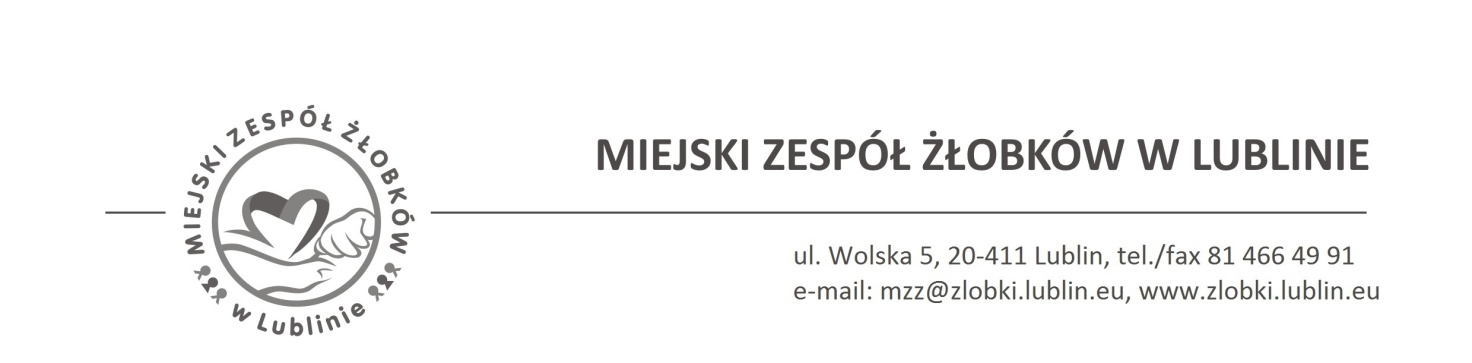 MIEJSKI ZESPÓŁ ŻŁOBKÓW
w Lublinie
MIEJSKI ZESPÓŁ ŻŁOBKÓW W LUBLINIE
ul. Wolska 5, 20-411 Lublin, tel./fax 81 466 49 91
e-mail: mzz@zlobki.lublin.eu, www.zlobki.lublin.eu